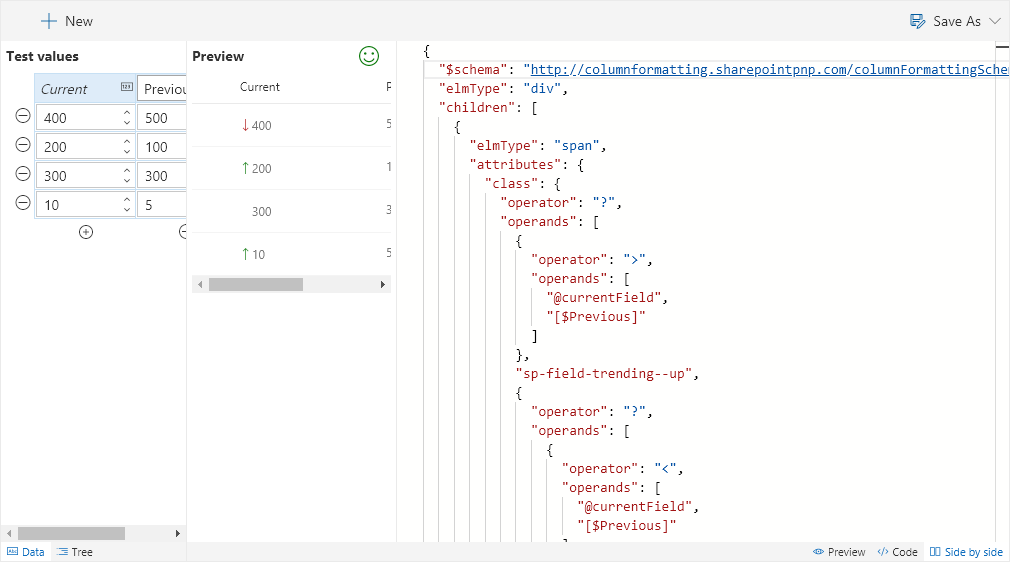 New
Save As
Test values
Current
Previou
400
500
200
100
300
300
10
5
Preview
Current
P
↓ 400
5
↑ 200
1
300
3
↑ 10
5
{
"$schema": "http://columnformatting.sharepointpnp.com/columnFormattingSchem
"elmType": "div",
"children": [
{
"elmType": "span",
"attributes": {
"class": {
"operator": "?",
"operands": [
{
"operator": ">",
"operands": [
"@currentField",
"[$Previous]"
]
},
"sp-field-trending--up",
{
"operator": "?",
"operands": [
{
"operator": "<",
"operands": [
"@currentField",
"[$Previous]"
Data
Tree
Preview
</> Code
Side by side